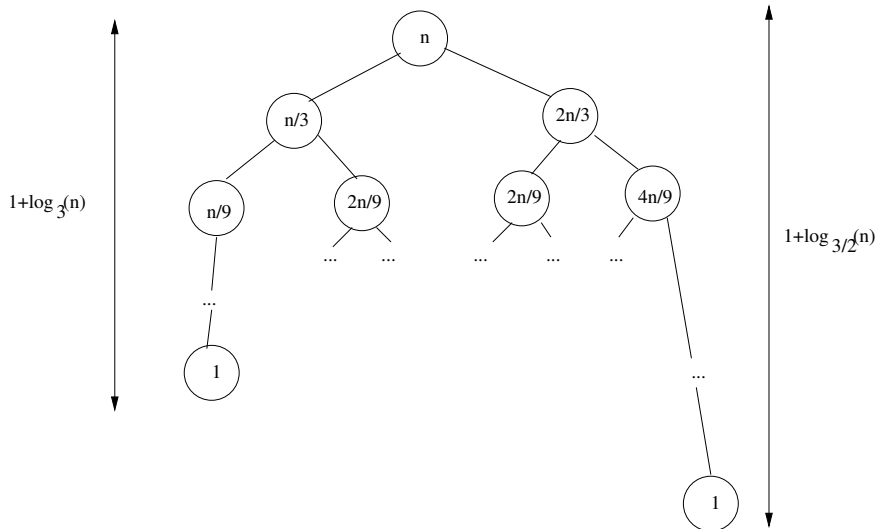 n
n/3
2n/3
n/9
2n/9
2n/9
4n/9
1+log3(n)
1+log3/2(n)
... ... ... ... ...
...
1
...
1